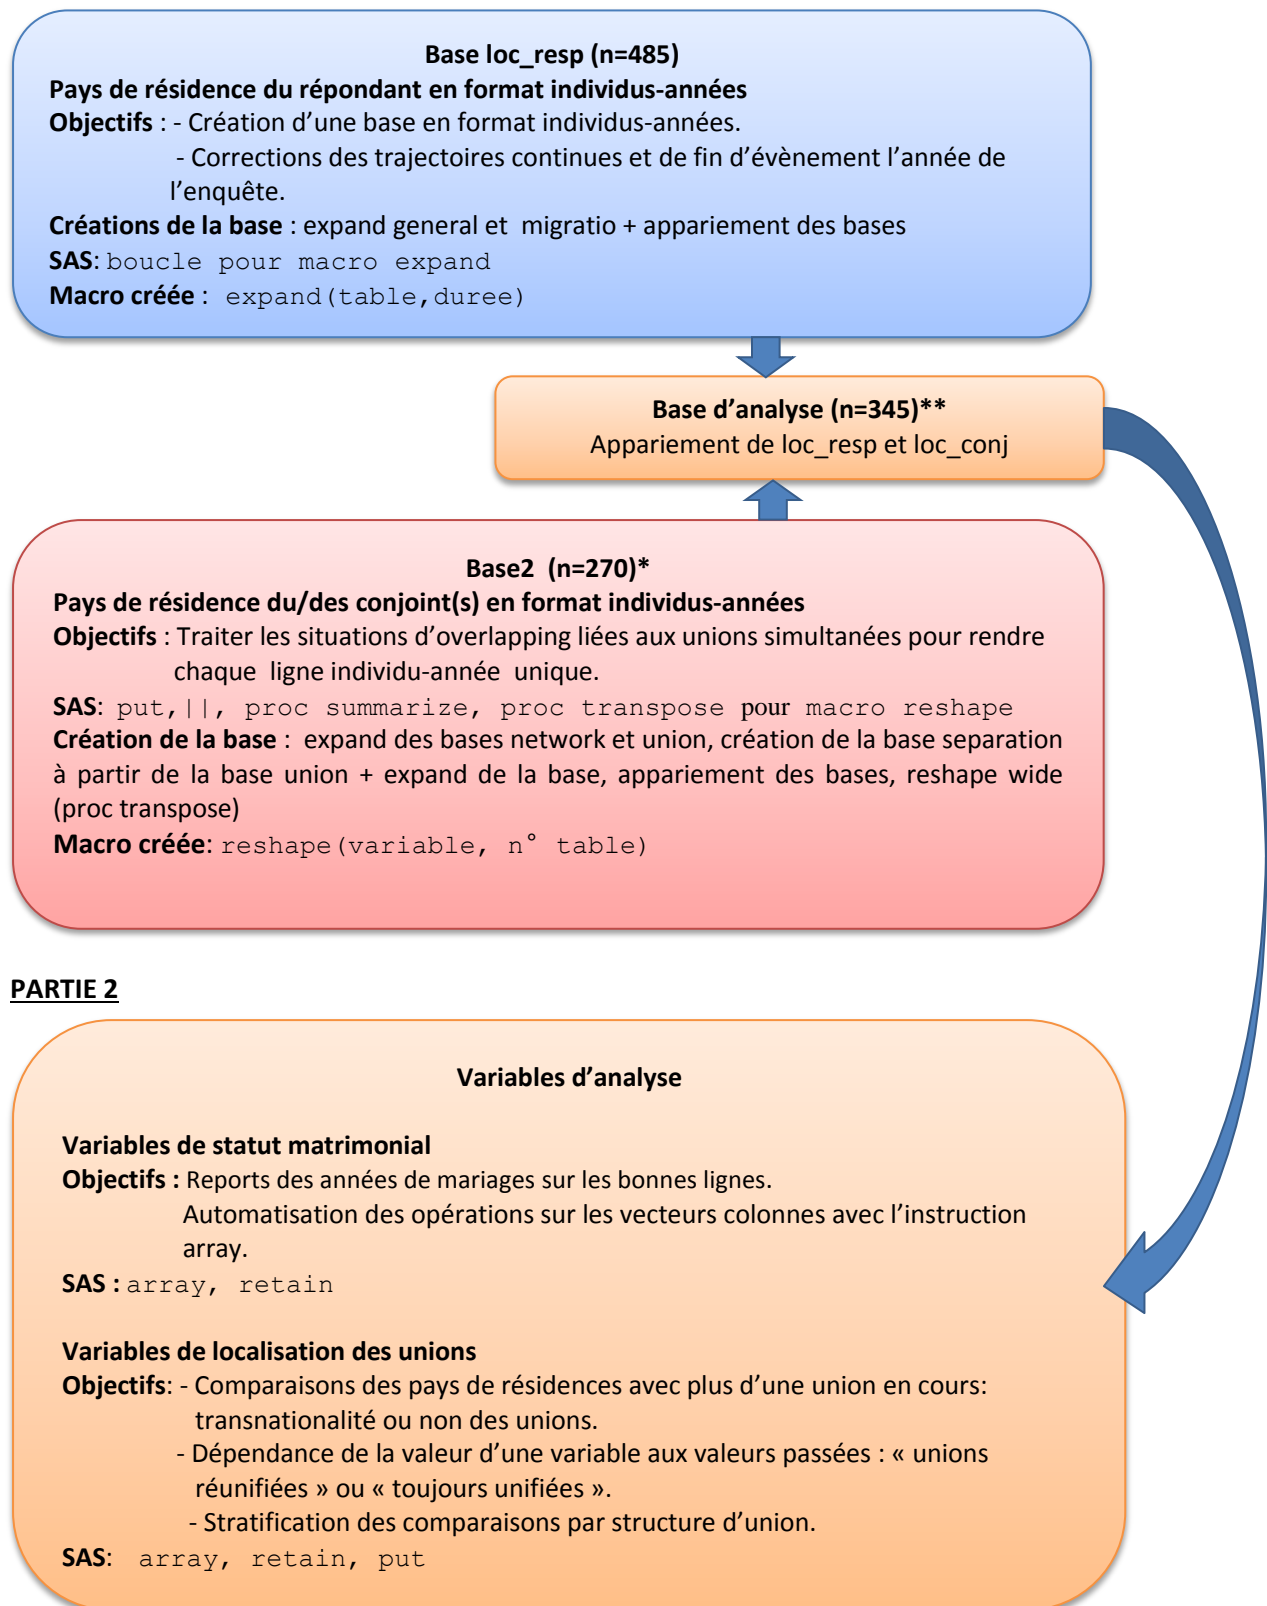 Base loc_resp (n=485)
Pays de résidence du répondant en format individus-années
Objectifs : - Création d’une base en format individus-années.
- Corrections des trajectoires continues et de fin d’évènement l’année de
l’enquête.
Créations de la base : expand general et migratio + appariement des bases
SAS: boucle pour macro expand
Macro créée : expand(table,duree)
Base d’analyse (n=345)**
Appariement de loc_resp et loc_conj
Base2 (n=270)*
Pays de résidence du/des conjoint(s) en format individus-années
Objectifs : Traiter les situations d’overlapping liées aux unions simultanées pour rendre
chaque ligne individu-année unique.
SAS: put,||, proc summarize, proc transpose pour macro reshape
Création de la base : expand des bases network et union, création de la base separation
à partir de la base union + expand de la base, appariement des bases, reshape wide
(proc transpose)
Macro créée: reshape(variable, n° table)
PARTIE 2
Variables d’analyse
Variables de statut matrimonial
Objectifs : Reports des années de mariages sur les bonnes lignes.
Automatisation des opérations sur les vecteurs colonnes avec l’instruction
array.
SAS : array, retain
Variables de localisation des unions
Objectifs: - Comparaisons des pays de résidences avec plus d’une union en cours:
transnationalité ou non des unions.
- Dépendance de la valeur d’une variable aux valeurs passées : « unions
réunifiées » ou « toujours unifiées ».
- Stratification des comparaisons par structure d’union.
SAS: array, retain, put